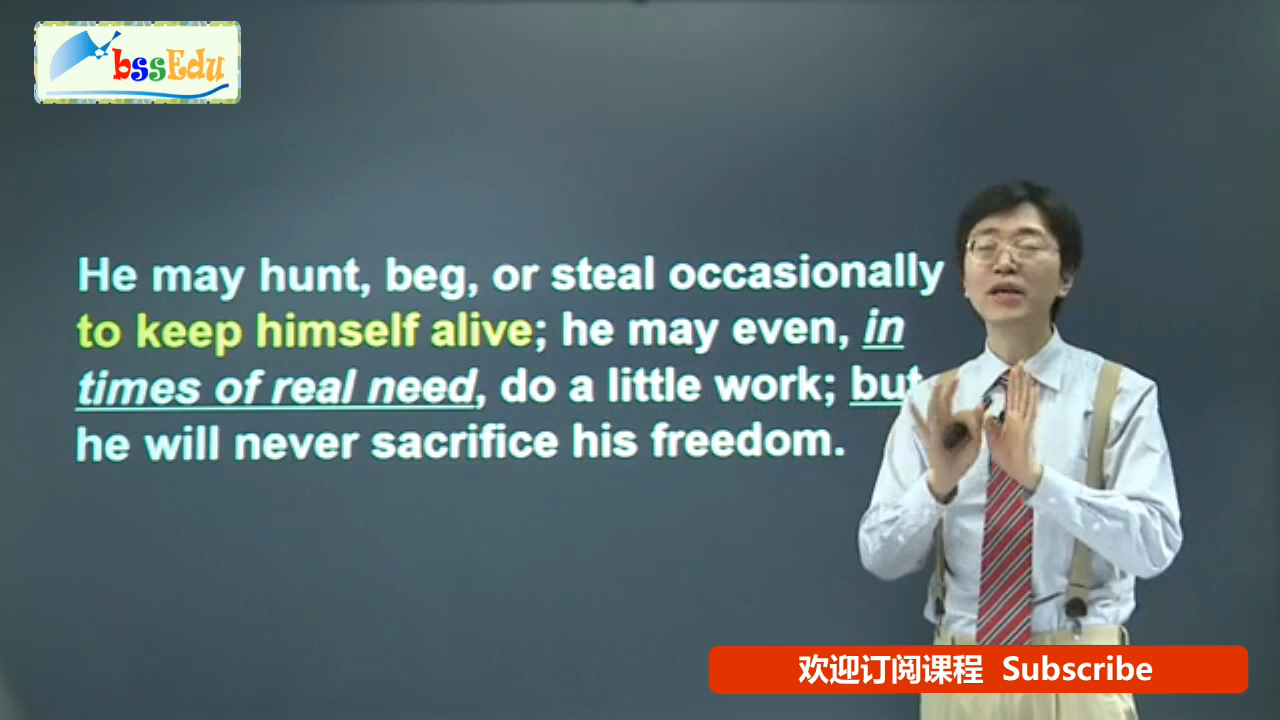 bssEdu
He may hunt, beg, or steal occasionally
to keep himself alive; he may even, in
times of real need, do a little work; but
he will never sacrifice his freedom.
欢迎订阅课程 Subscribe